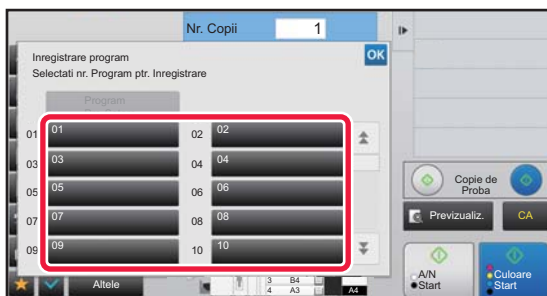 Nr. Copii 1
Inregistrare program
OK
Selectati nr. Program ptr. Inregistrare
Program
01 01 02 02
03 03 04 04
05 05 06 06
07 07 08 08
09 09 10 10
Copie de
Proba
Previzualiz. CA
A/N
Start
Culoare
Start
Altele
3 B4
4 A3
A4